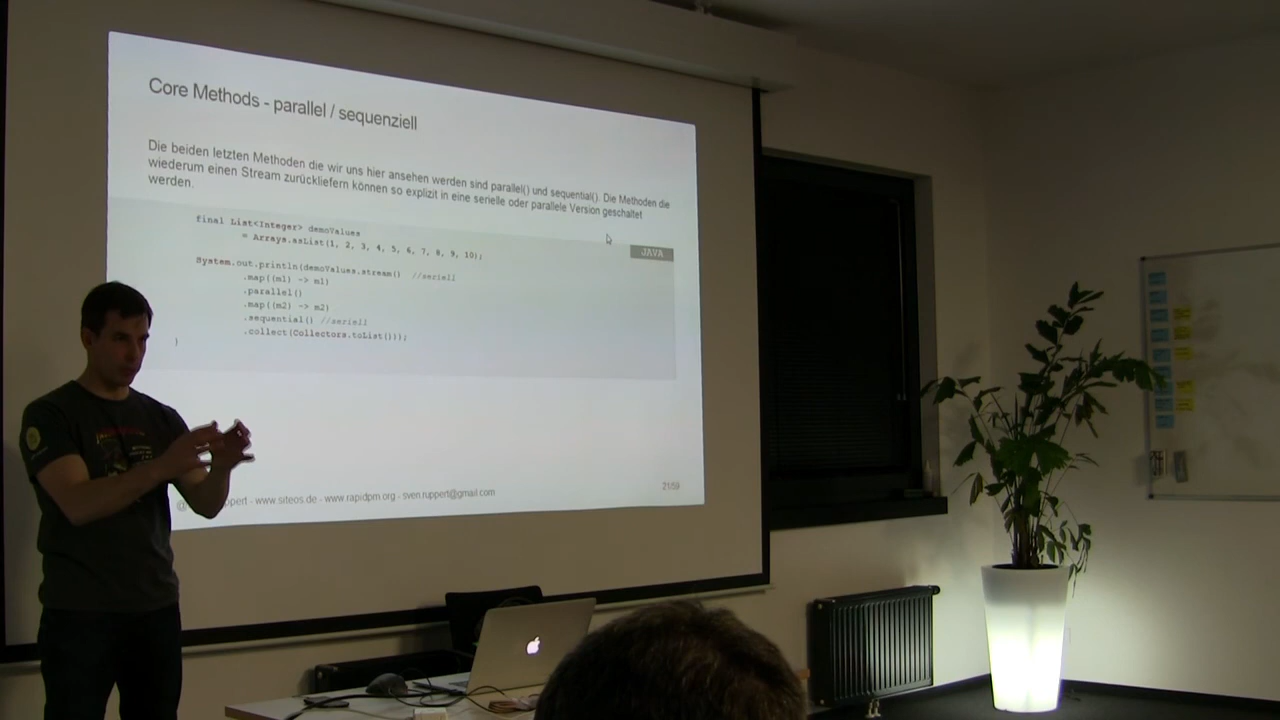 Core Methods - parallel / sequenziell
Die beiden letzten Methoden die wir uns hier ansehen werden sind parallel() und sequential(). Die Methoden die
wiederum einen Stream zurückliefern können so explizit in eine serielle oder parallele Version geschaltet
werden.
JAVA
final List<Integer> demoValues
= Arrays.asList(1, 2, 3, 4, 5, 6, 7, 8, 9, 10);
System.out.println(demoValues.stream() //seriell
.map((m1) -> m1)
.parallel()
.map((m2) -> m2)
.sequential() //seriell
.collect(Collectors.toList()));
}
- www.siteos.de - www.rapidpm.org - sven.ruppert@gmail.com
21/59